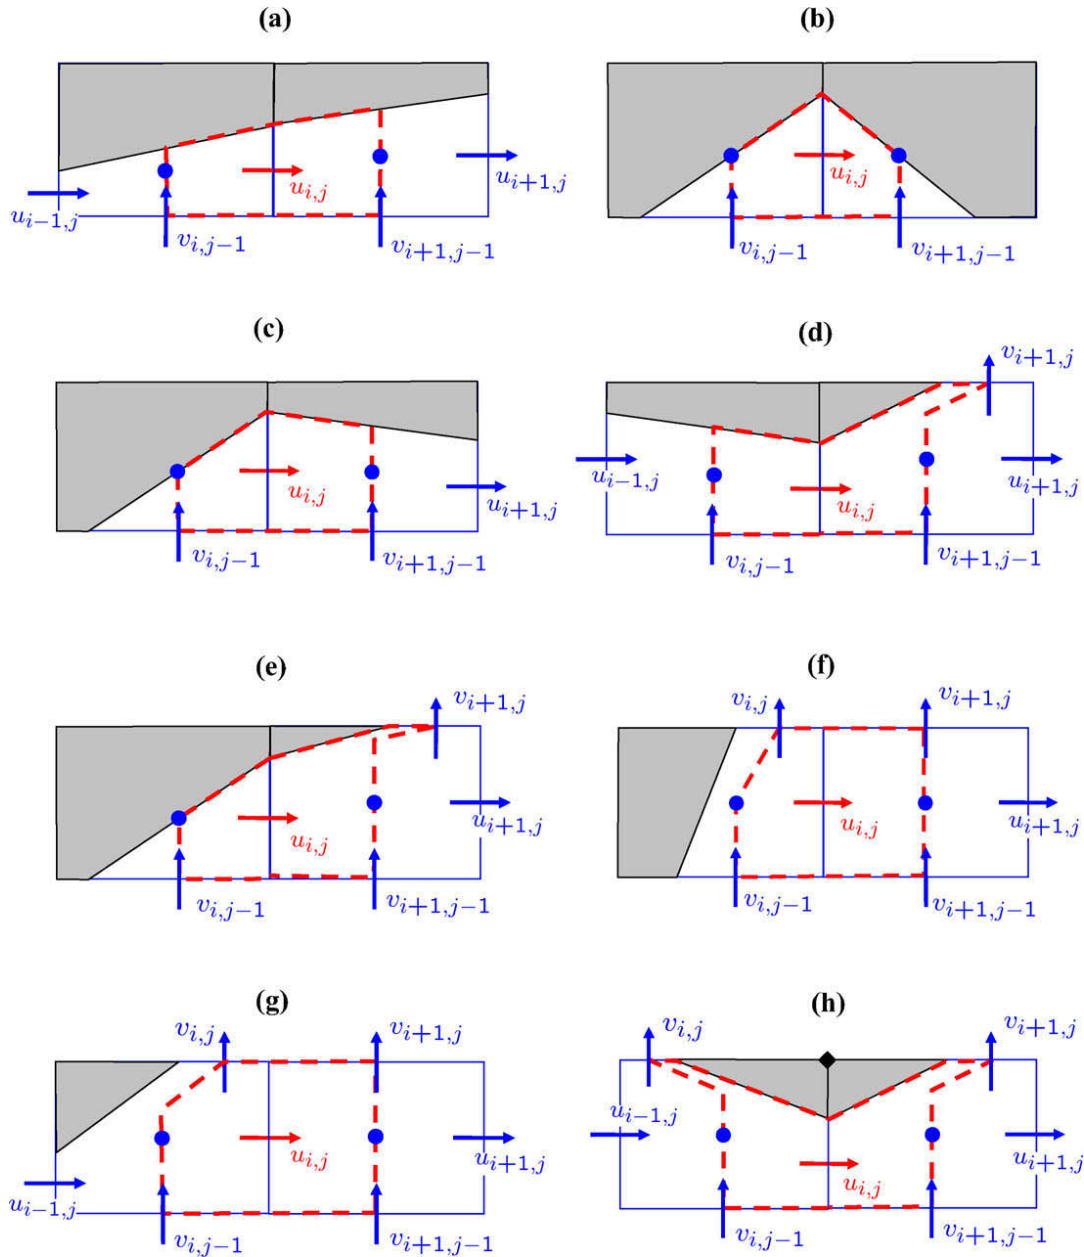 (a) (b)
u_{i,j} u_{i+1,j} u_{i,j}
u_{i-1,j} v_{i,j-1} v_{i+1,j-1} v_{i,j-1} v_{i+1,j-1}
(c) (d)
v_{i+1,j}
u_{i,j} u_{i+1,j} u_{i-1,j} u_{i,j} u_{i+1,j}
v_{i,j-1} v_{i+1,j-1} v_{i,j-1} v_{i+1,j-1}
(e) (f)
v_{i+1,j} v_{i,j} v_{i+1,j}
u_{i,j} u_{i+1,j} u_{i,j} u_{i+1,j}
v_{i,j-1} v_{i+1,j-1} v_{i,j-1} v_{i+1,j-1}
(g) (h)
v_{i,j} v_{i+1,j} v_{i,j} v_{i+1,j}
u_{i-1,j} u_{i,j} u_{i+1,j} u_{i-1,j} u_{i,j} u_{i+1,j}
v_{i,j-1} v_{i+1,j-1} v_{i,j-1} v_{i+1,j-1}